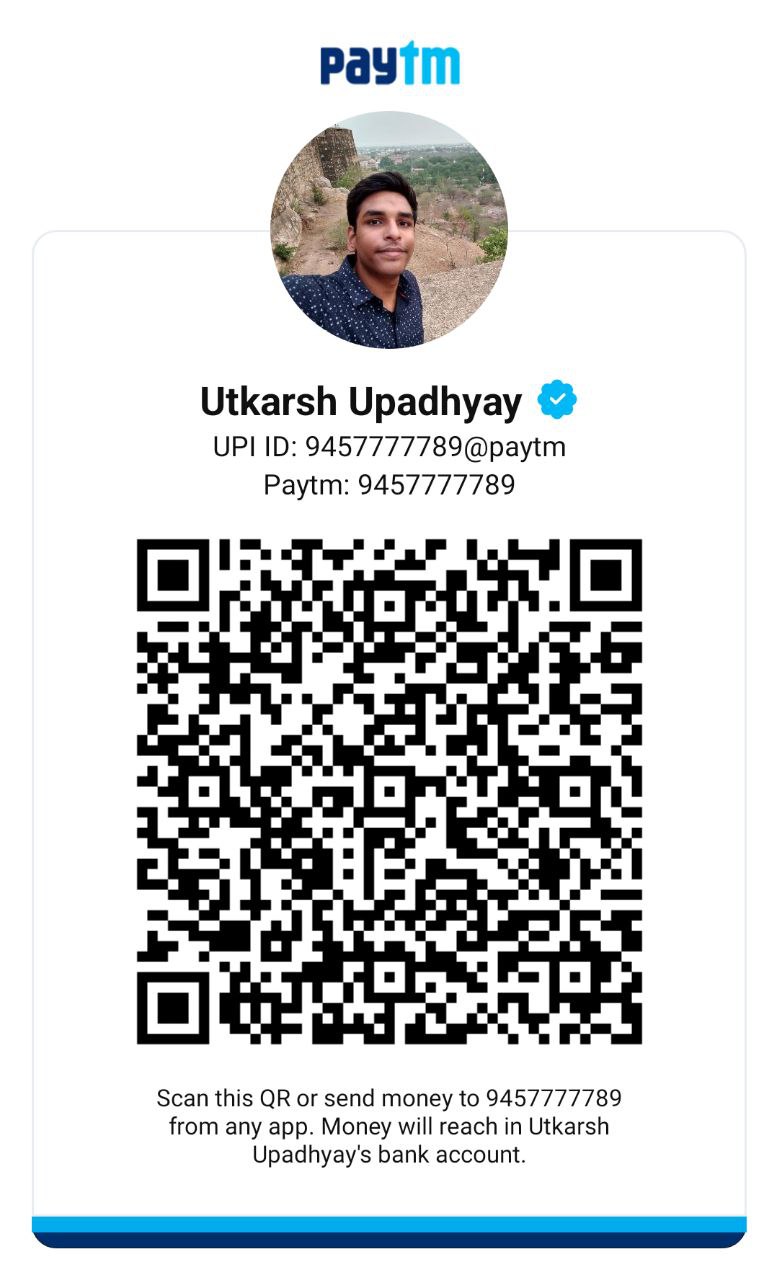 paytm
Utkarsh Upadhyay
UPI ID: 9457777789@paytm
Paytm: 9457777789
Scan this QR or send money to 9457777789
from any app. Money will reach in Utkarsh
Upadhyay's bank account.